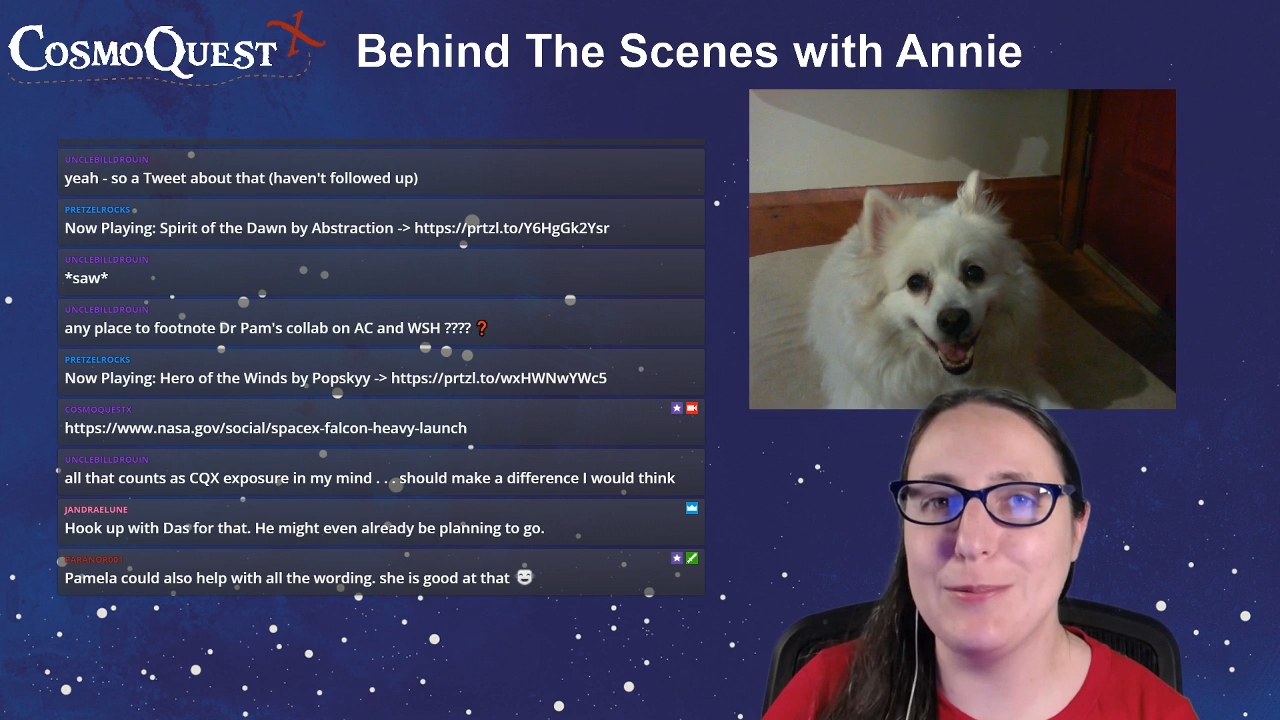 CosmoQuest X
Behind The Scenes with Annie
UNCLEBILLDROUIN
yeah - so a Tweet about that (haven't followed up)
PRETZELROCKS
Now Playing: Spirit of the Dawn by Abstraction -> https://prtzl.to/Y6HgGk2Ysr
UNCLEBILLDROUIN
*saw*
UNCLEBILLDROUIN
any place to footnote Dr Pam's collab on AC and WSH ???? ❓
PRETZELROCKS
Now Playing: Hero of the Winds by Popskyy -> https://prtzl.to/wxHWNwYWc5
COSMOQUESTX
https://www.nasa.gov/social/spacex-falcon-heavy-launch
UNCLEBILLDROUIN
all that counts as CQX exposure in my mind . . . should make a difference I would think
JANDRAELUNE
Hook up with Das for that. He might even already be planning to go.
Pamela could also help with all the wording. she is good at that